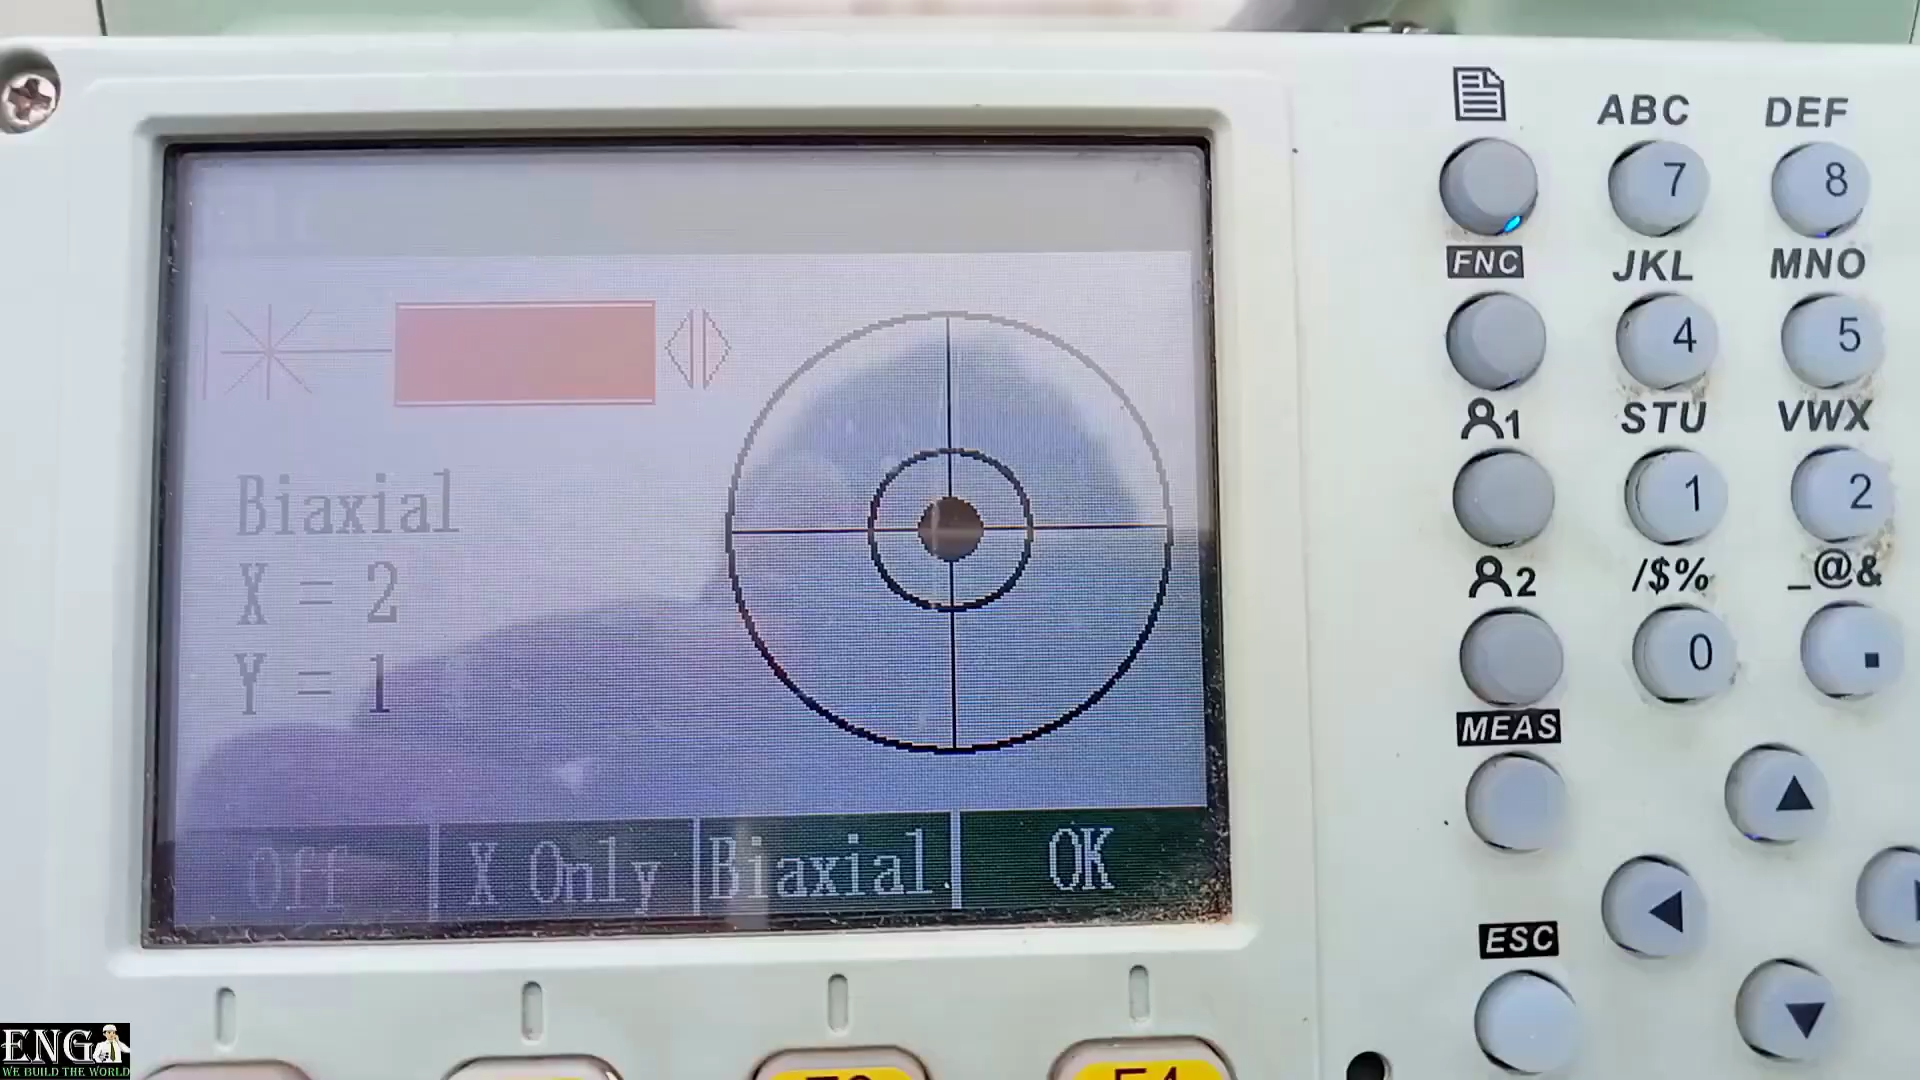 Biaxial
X = 2
Y = 1
Off
X Only
Biaxial
OK
ABC
DEF
7
8
FNC
JKL
MNO
4
5
1
STU
VWX
1
2
2
/$%
_@&
0
.
MEAS
ESC
F4
ENG
WE BUILD THE WORLD